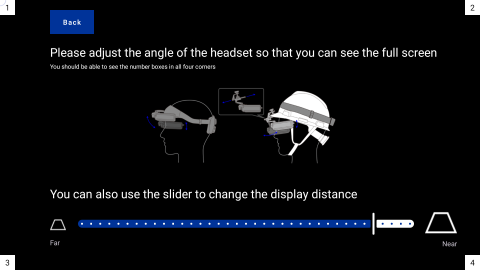 1
2
Back
Please adjust the angle of the headset so that you can see the full screen
You should be able to see the number boxes in all four corners
You can also use the slider to change the display distance
Far
Near
3
4